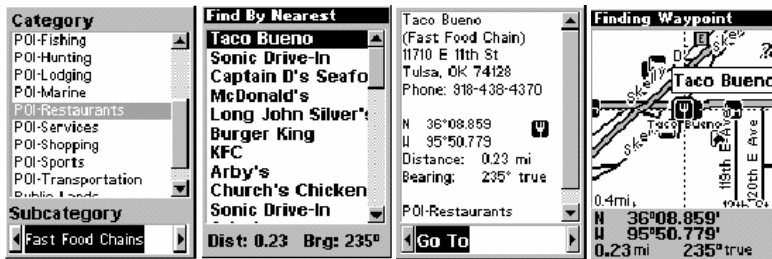 Category
POI-Fishing
POI-Hunting
POI-Lodging
POI-Marine
POI-Restaurants
POI-Services
POI-Shopping
POI-Sports
POI-Transportation
Public Lands
Subcategory
Fast Food Chains
Find By Nearest
Taco Bueno
Sonic Drive-In
Captain D's Seafo
McDonald's
Long John Silver's
Burger King
KFC
Arby's
Church's Chicken
Sonic Drive-In
Dist: 0.23 Brg: 235°
Taco Bueno
(Fast Food Chain)
11710 E 11th St
Tulsa, OK 74128
Phone: 918-438-4370
N 36°08.859
W 95°50.779
Distance: 0.23 mi
Bearing: 235° true
POI-Restaurants
Go To
Finding Waypoint
E
Skelly
Taco Bueno
Taco Bueno
119th E Ave
120th E Ave
0.4mi
N 36°08.859'
W 95°50.779'
0.23mi 235° true